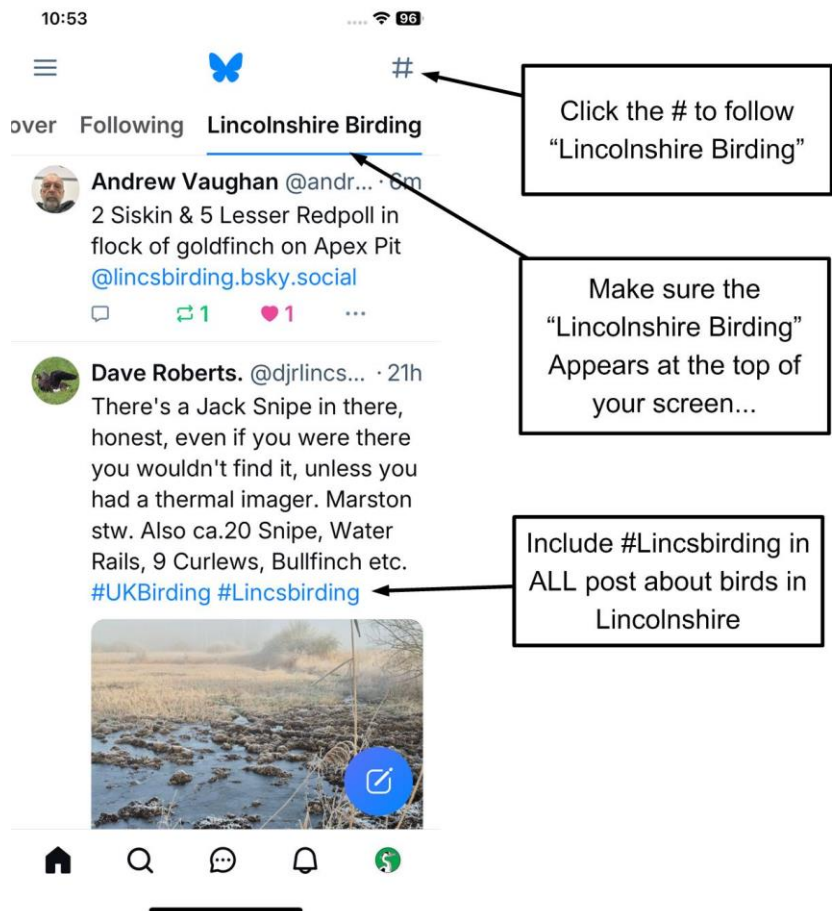 10:53
96
#
over Following Lincolnshire Birding
Andrew Vaughan @andr... · 6m
2 Siskin & 5 Lesser Redpoll in
flock of goldfinch on Apex Pit
@lincsbirding.bsky.social
1 1 ...
Dave Roberts. @djrlincs... · 21h
There's a Jack Snipe in there,
honest, even if you were there
you wouldn't find it, unless you
had a thermal imager. Marston
stw. Also ca.20 Snipe, Water
Rails, 9 Curlews, Bullfinch etc.
#UKBirding #Lincsbirding
Click the # to follow
“Lincolnshire Birding”
Make sure the
“Lincolnshire Birding”
Appears at the top of
your screen...
Include #Lincsbirding in
ALL post about birds in
Lincolnshire